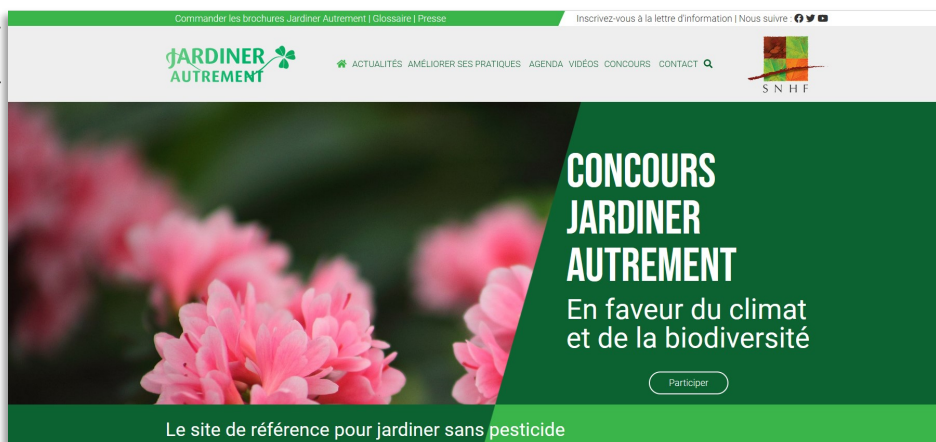 Commander les brochures Jardiner Autrement | Glossaire | Presse
Inscrivez-vous à la lettre d'information | Nous suivre :
JARDINER
AUTREMENT
ACTUALITÉS AMÉLIORER SES PRATIQUES AGENDA VIDÉOS CONCOURS CONTACT
SNHF
CONCOURS
JARDINER
AUTREMENT
En faveur du climat
et de la biodiversité
Participer
Le site de référence pour jardiner sans pesticide